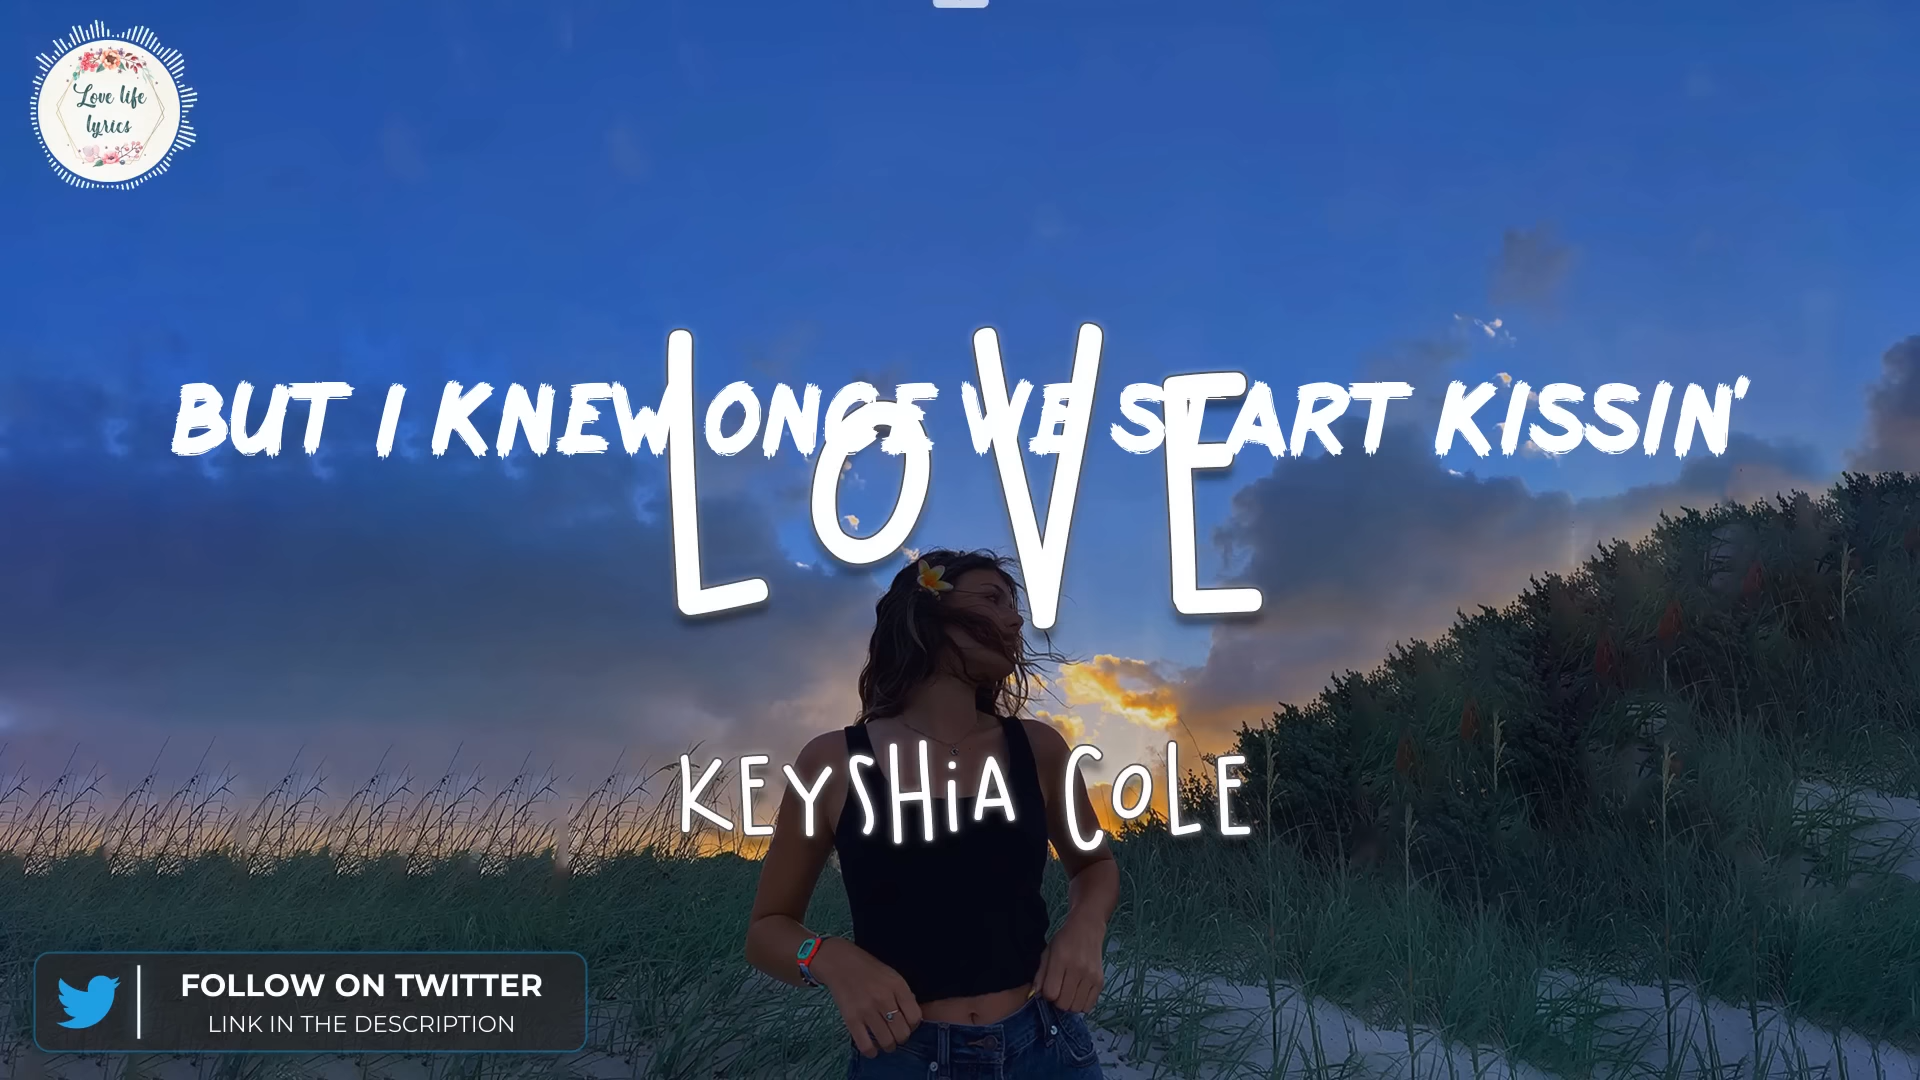 Love life
lyrics
BUT I KNEW ONCE WE START KISSIN'
LOVE
KEYSHiA COLE
FOLLOW ON TWITTER
LINK IN THE DESCRIPTION